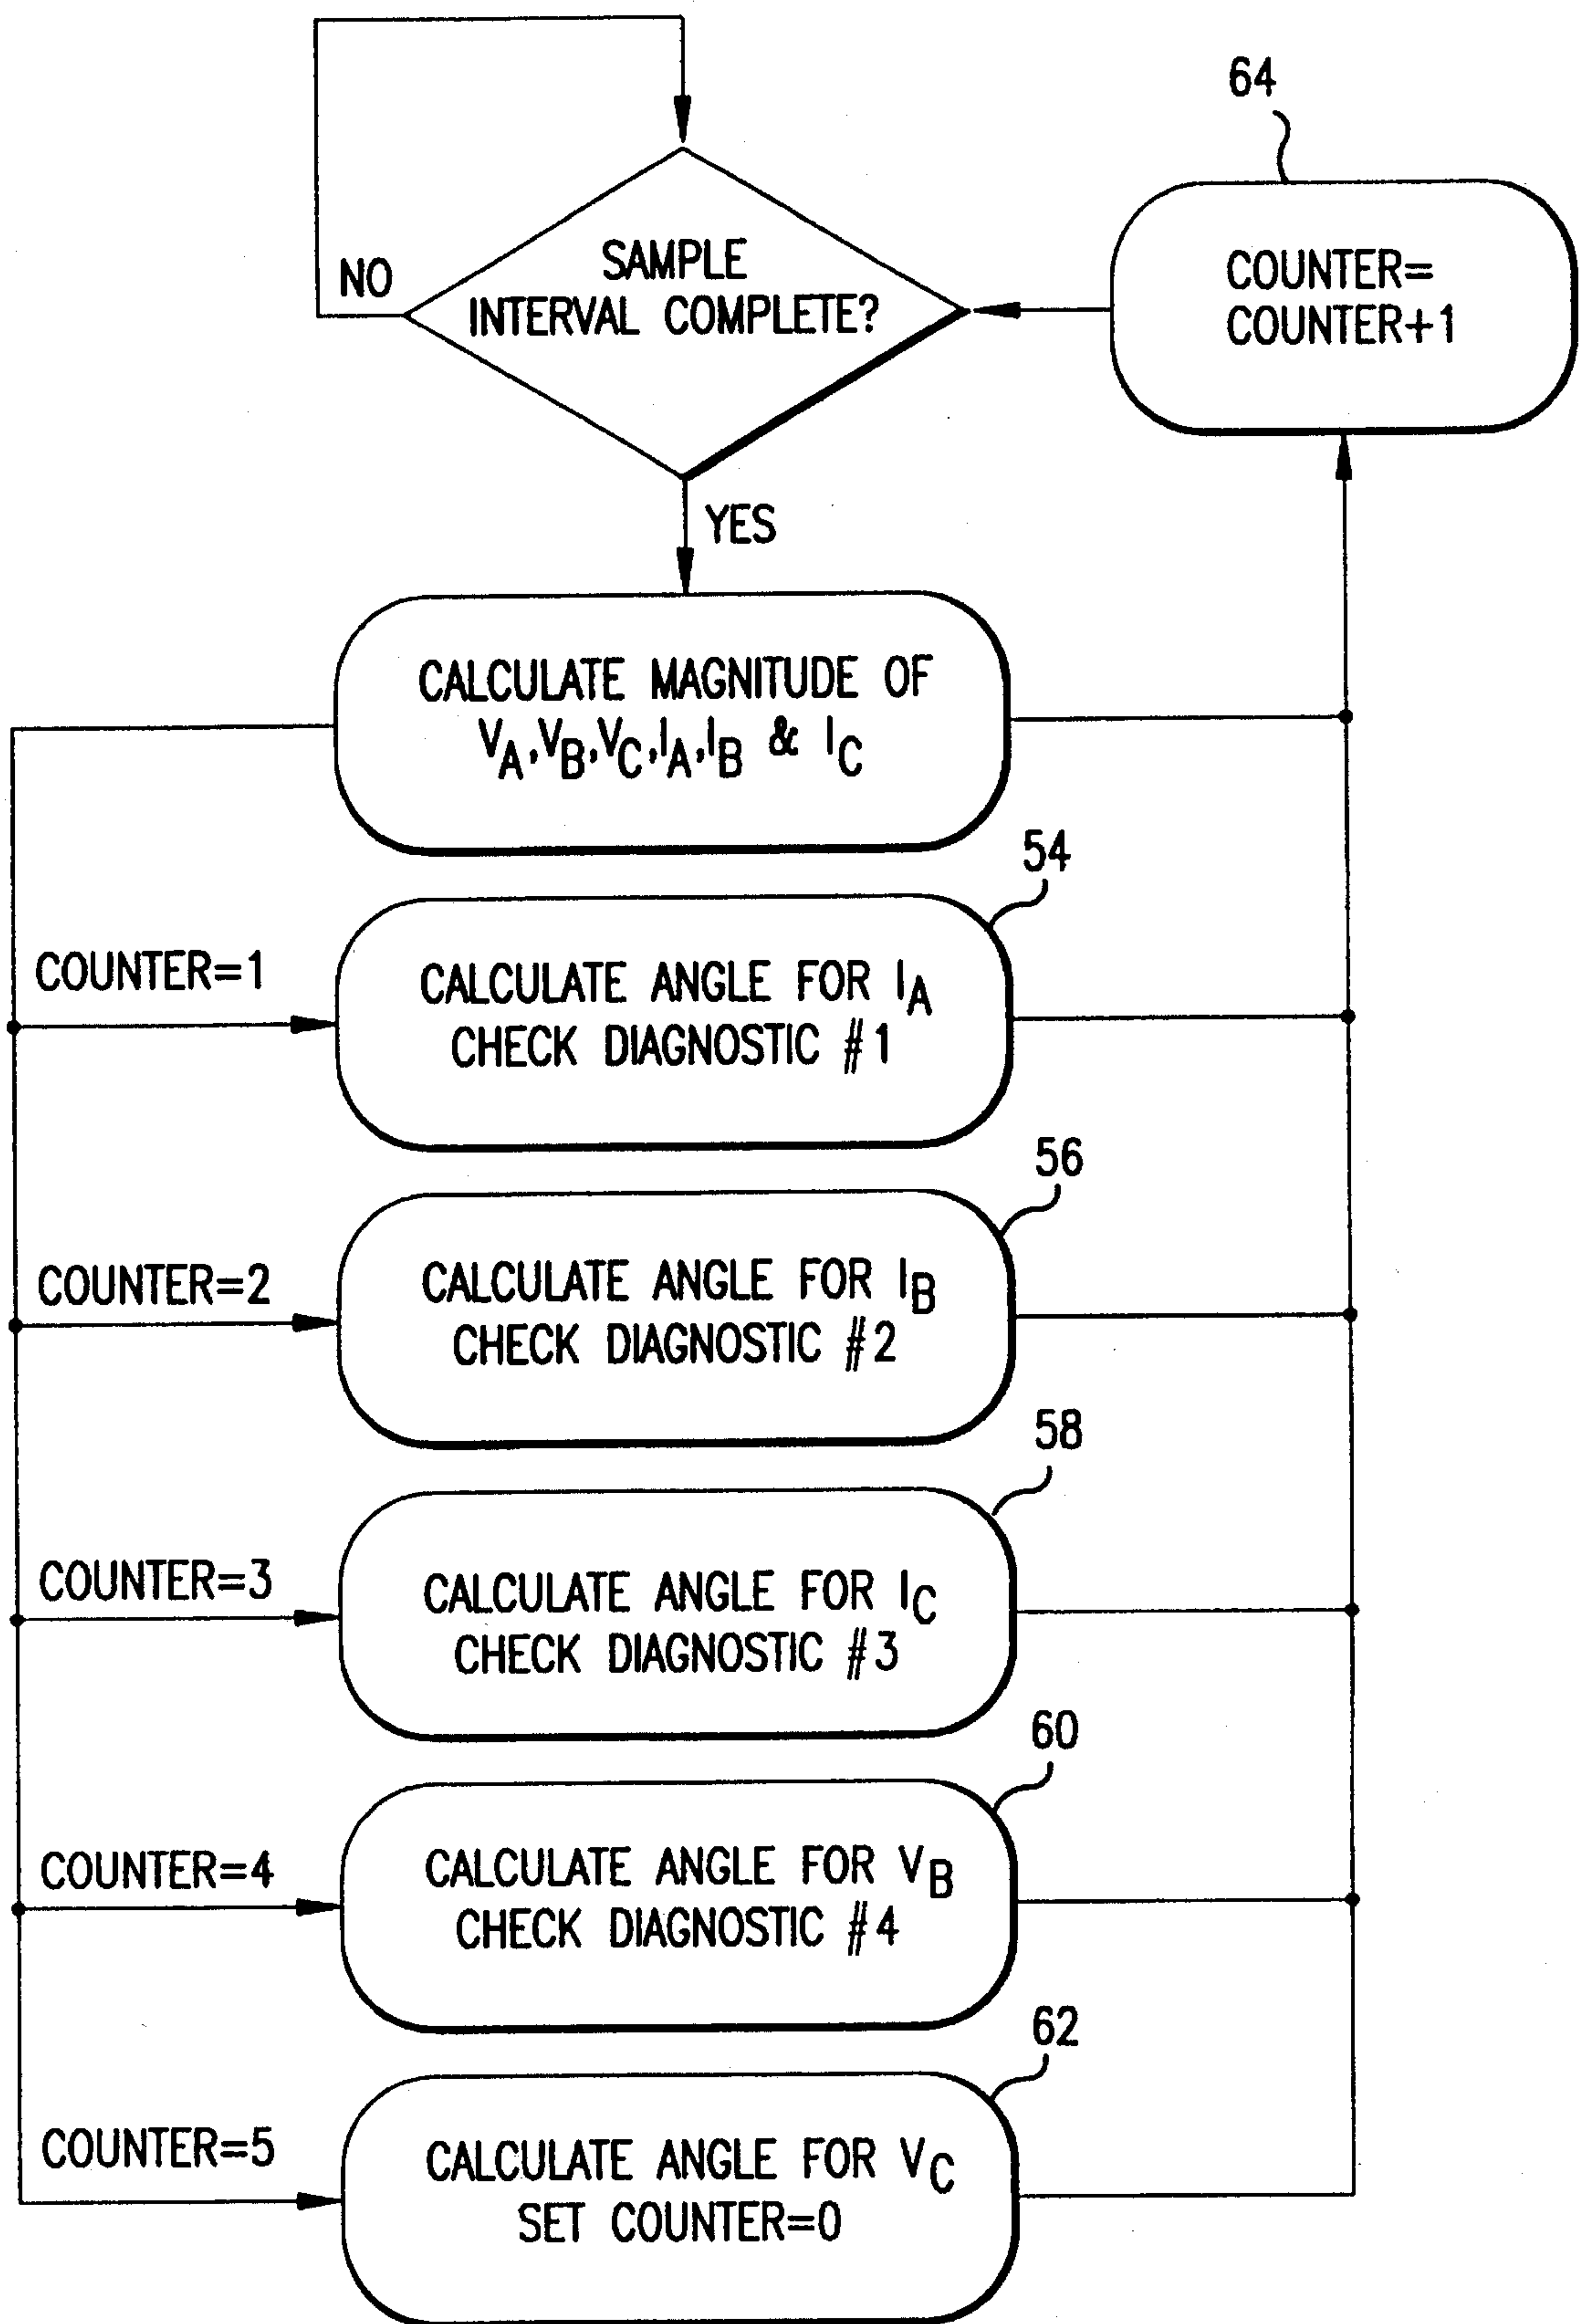 64
SAMPLE
INTERVAL COMPLETE?
NO
COUNTER=
COUNTER+1
YES
CALCULATE MAGNITUDE OF
VA,VB,VC,IA,IB & IC
54
COUNTER=1
CALCULATE ANGLE FOR IA
CHECK DIAGNOSTIC #1
56
COUNTER=2
CALCULATE ANGLE FOR IB
CHECK DIAGNOSTIC #2
58
COUNTER=3
CALCULATE ANGLE FOR IC
CHECK DIAGNOSTIC #3
60
COUNTER=4
CALCULATE ANGLE FOR VB
CHECK DIAGNOSTIC #4
62
COUNTER=5
CALCULATE ANGLE FOR VC
SET COUNTER=0